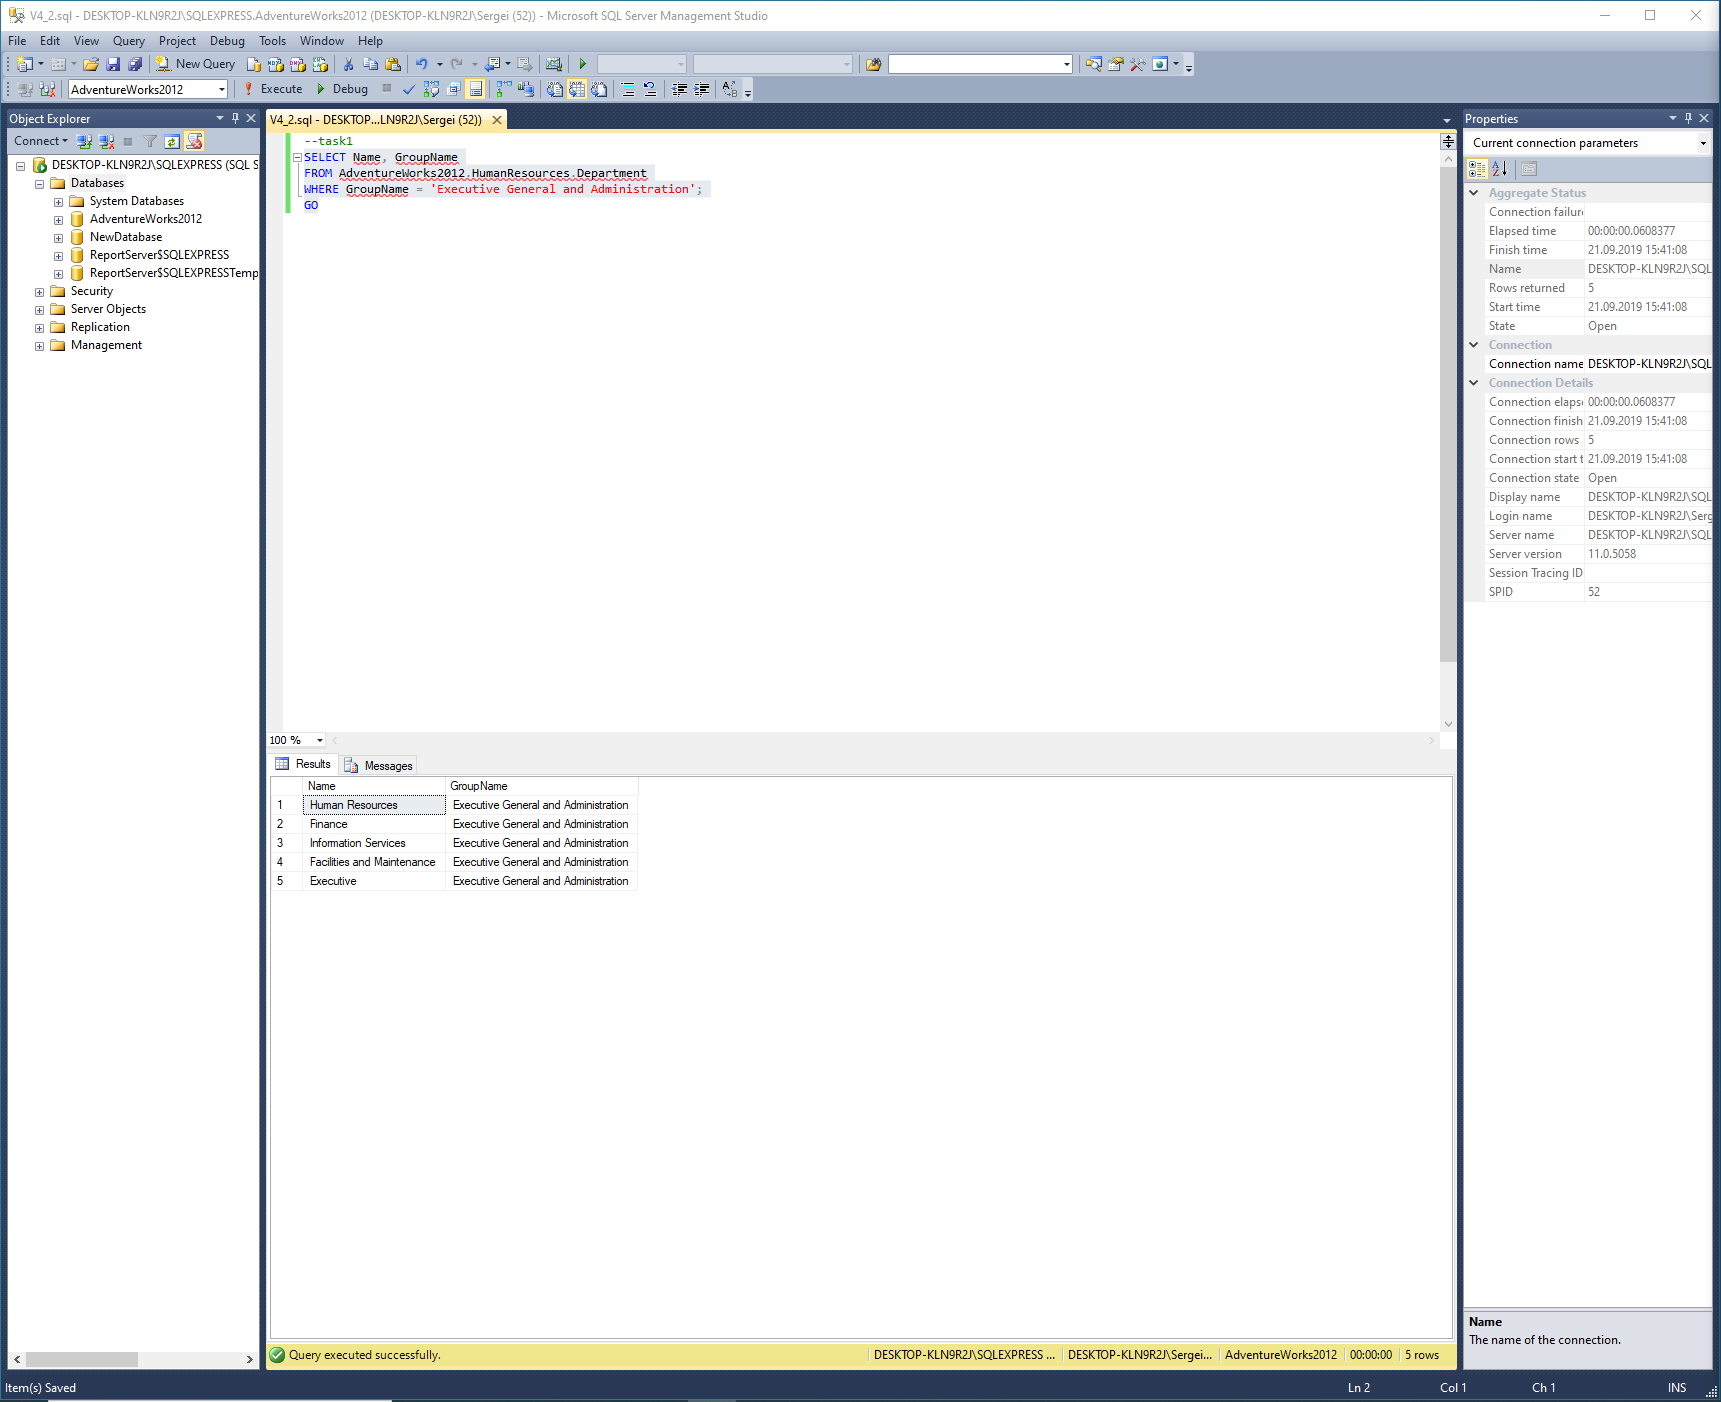 V4_2.sql - DESKTOP-KLN9R2J\SQLEXPRESS.AdventureWorks2012 (DESKTOP-KLN9R2J\Sergei (52)) - Microsoft SQL Server Management Studio
File Edit View Query Project Debug Tools Window Help
New Query
AdventureWorks2012 Execute Debug
Object Explorer
Connect
DESKTOP-KLN9R2J\SQLEXPRESS (SQL S
Databases
System Databases
AdventureWorks2012
NewDatabase
ReportServer$SQLEXPRESS
ReportServer$SQLEXPRESSTemp
Security
Server Objects
Replication
Management
V4_2.sql - DESKTOP...LN9R2J\Sergei (52))
--task1
SELECT Name, GroupName
FROM AdventureWorks2012.HumanResources.Department
WHERE GroupName = 'Executive General and Administration';
GO
100 %
Results Messages
Name GroupName
1 Human Resources Executive General and Administration
2 Finance Executive General and Administration
3 Information Services Executive General and Administration
4 Facilities and Maintenance Executive General and Administration
5 Executive Executive General and Administration
Query executed successfully. DESKTOP-KLN9R2J\SQLEXPRESS ... DESKTOP-KLN9R2J\Sergei... AdventureWorks2012 00:00:00 5 rows
Properties
Current connection parameters
Aggregate Status
Connection failure
Elapsed time 00:00:00.0608377
Finish time 21.09.2019 15:41:08
Name DESKTOP-KLN9R2J\SQL
Rows returned 5
Start time 21.09.2019 15:41:08
State Open
Connection
Connection name DESKTOP-KLN9R2J\SQL
Connection Details
Connection elapse 00:00:00.0608377
Connection finish 21.09.2019 15:41:08
Connection rows 5
Connection start t 21.09.2019 15:41:08
Connection state Open
Display name DESKTOP-KLN9R2J\SQL
Login name DESKTOP-KLN9R2J\Serg
Server name DESKTOP-KLN9R2J\SQL
Server version 11.0.5058
Session Tracing ID
SPID 52
Name
The name of the connection.
Item(s) Saved Ln 2 Col 1 Ch 1 INS